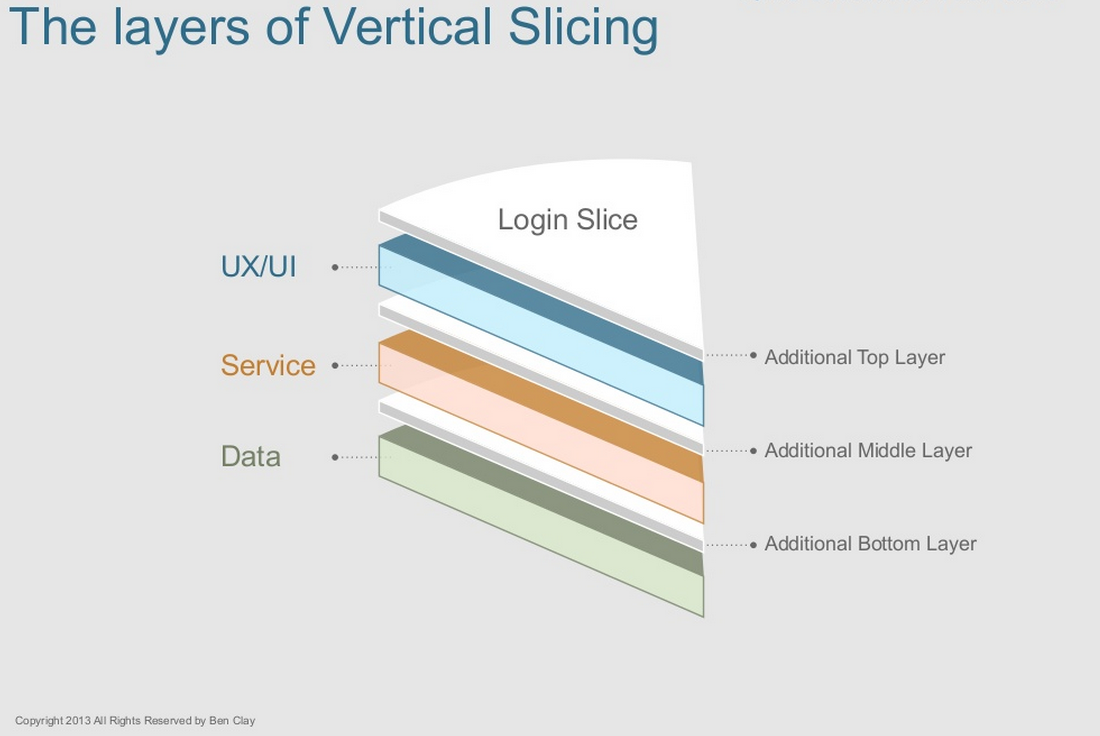 The layers of Vertical Slicing
Login Slice
UX/UI
Additional Top Layer
Service
Additional Middle Layer
Data
Additional Bottom Layer
Copyright 2013 All Rights Reserved by Ben Clay